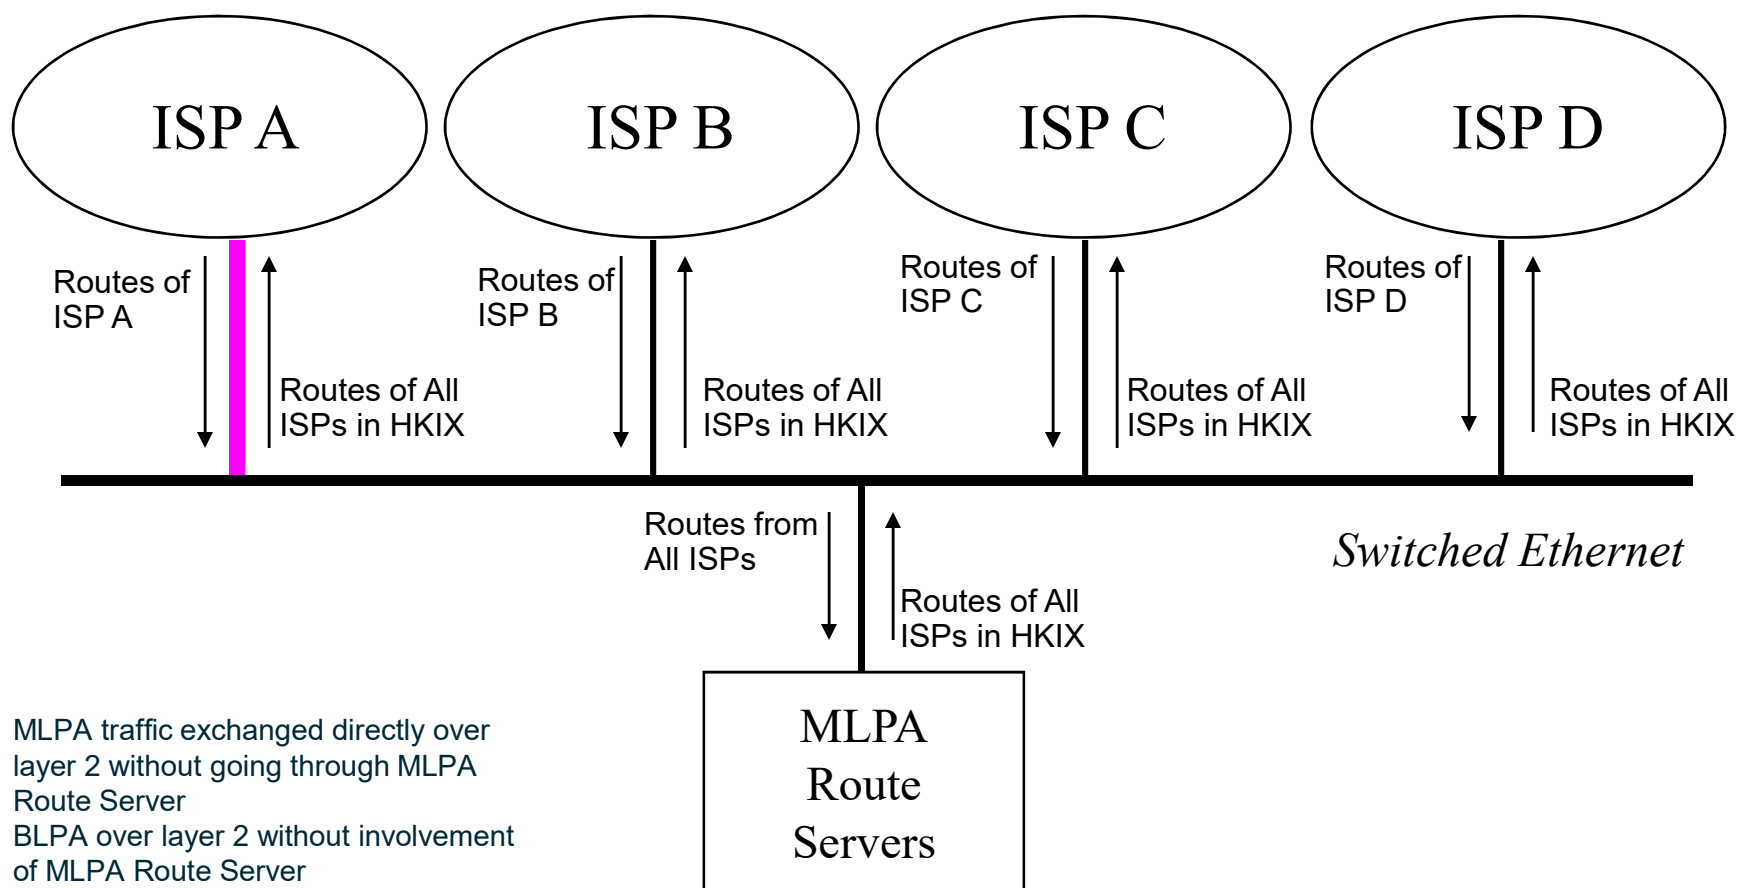 ISP A
ISP B
ISP C
ISP D
Routes of
ISP A
Routes of All
ISPs in HKIX
Routes of
ISP B
Routes of All
ISPs in HKIX
Routes of
ISP C
Routes of All
ISPs in HKIX
Routes of
ISP D
Routes of All
ISPs in HKIX
Routes from
All ISPs
Routes of All
ISPs in HKIX
Switched Ethernet
MLPA
Route
Servers
MLPA traffic exchanged directly over
layer 2 without going through MLPA
Route Server
BLPA over layer 2 without involvement
of MLPA Route Server